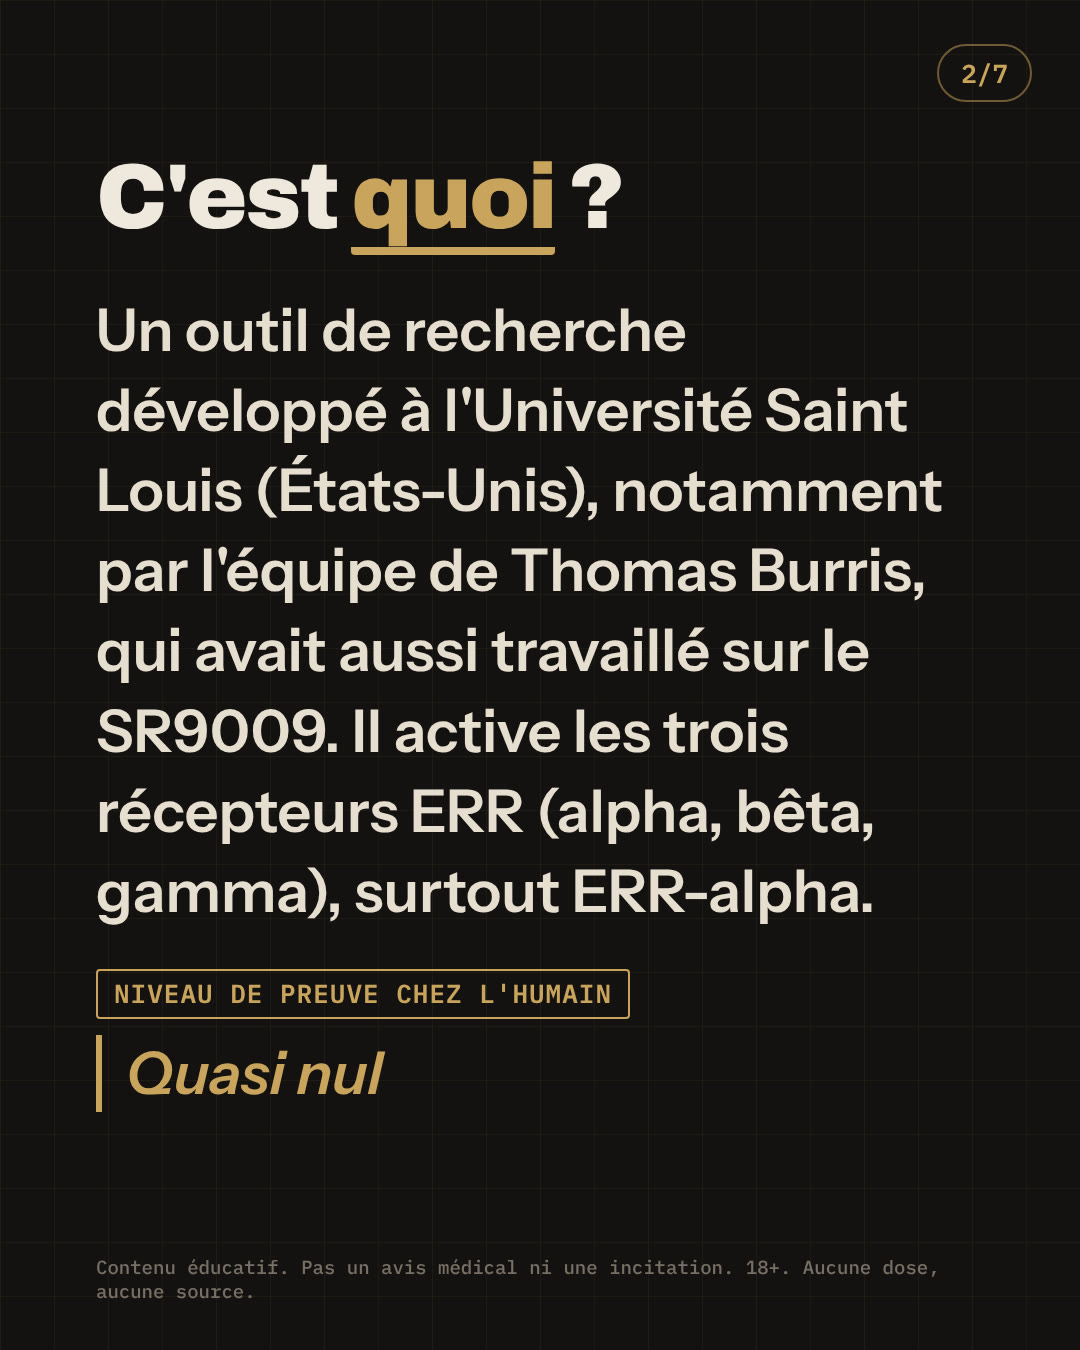 2/7
C'est quoi ?
Un outil de recherche
développé à l'Université Saint
Louis (États-Unis), notamment
par l'équipe de Thomas Burris,
qui avait aussi travaillé sur le
SR9009. Il active les trois
récepteurs ERR (alpha, bêta,
gamma), surtout ERR-alpha.
NIVEAU DE PREUVE CHEZ L'HUMAIN
Quasi nul
Contenu éducatif. Pas un avis médical ni une incitation. 18+. Aucune dose,
aucune source.